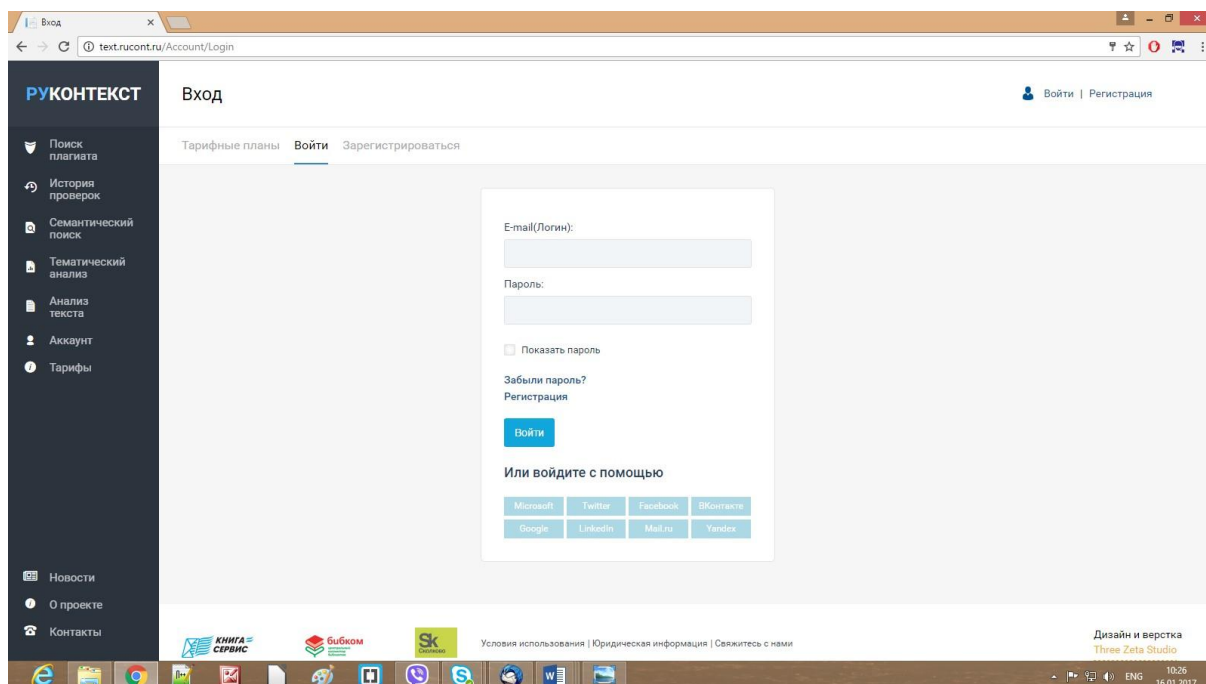 Вход
text.rucont.ru/Account/Login
РУКОНТЕКСТ
Вход
Войти | Регистрация
Поиск
плагиата
История
проверок
Семантический
поиск
Тематический
анализ
Анализ
текста
Аккаунт
Тарифы
Новости
О проекте
Контакты
Тарифные планы Войти Зарегистрироваться
E-mail(Логин):
Пароль:
Показать пароль
Забыли пароль?
Регистрация
Войти
Или войдите с помощью
Microsoft Twitter Facebook ВКонтакте
Google LinkedIn Mail.ru Yandex
КНИГА
СЕРВИС
бибком
Sk
Сколково
Условия использования | Юридическая информация | Свяжитесь с нами
Дизайн и верстка
Three Zeta Studio
ENG
10:26
16.01.2017